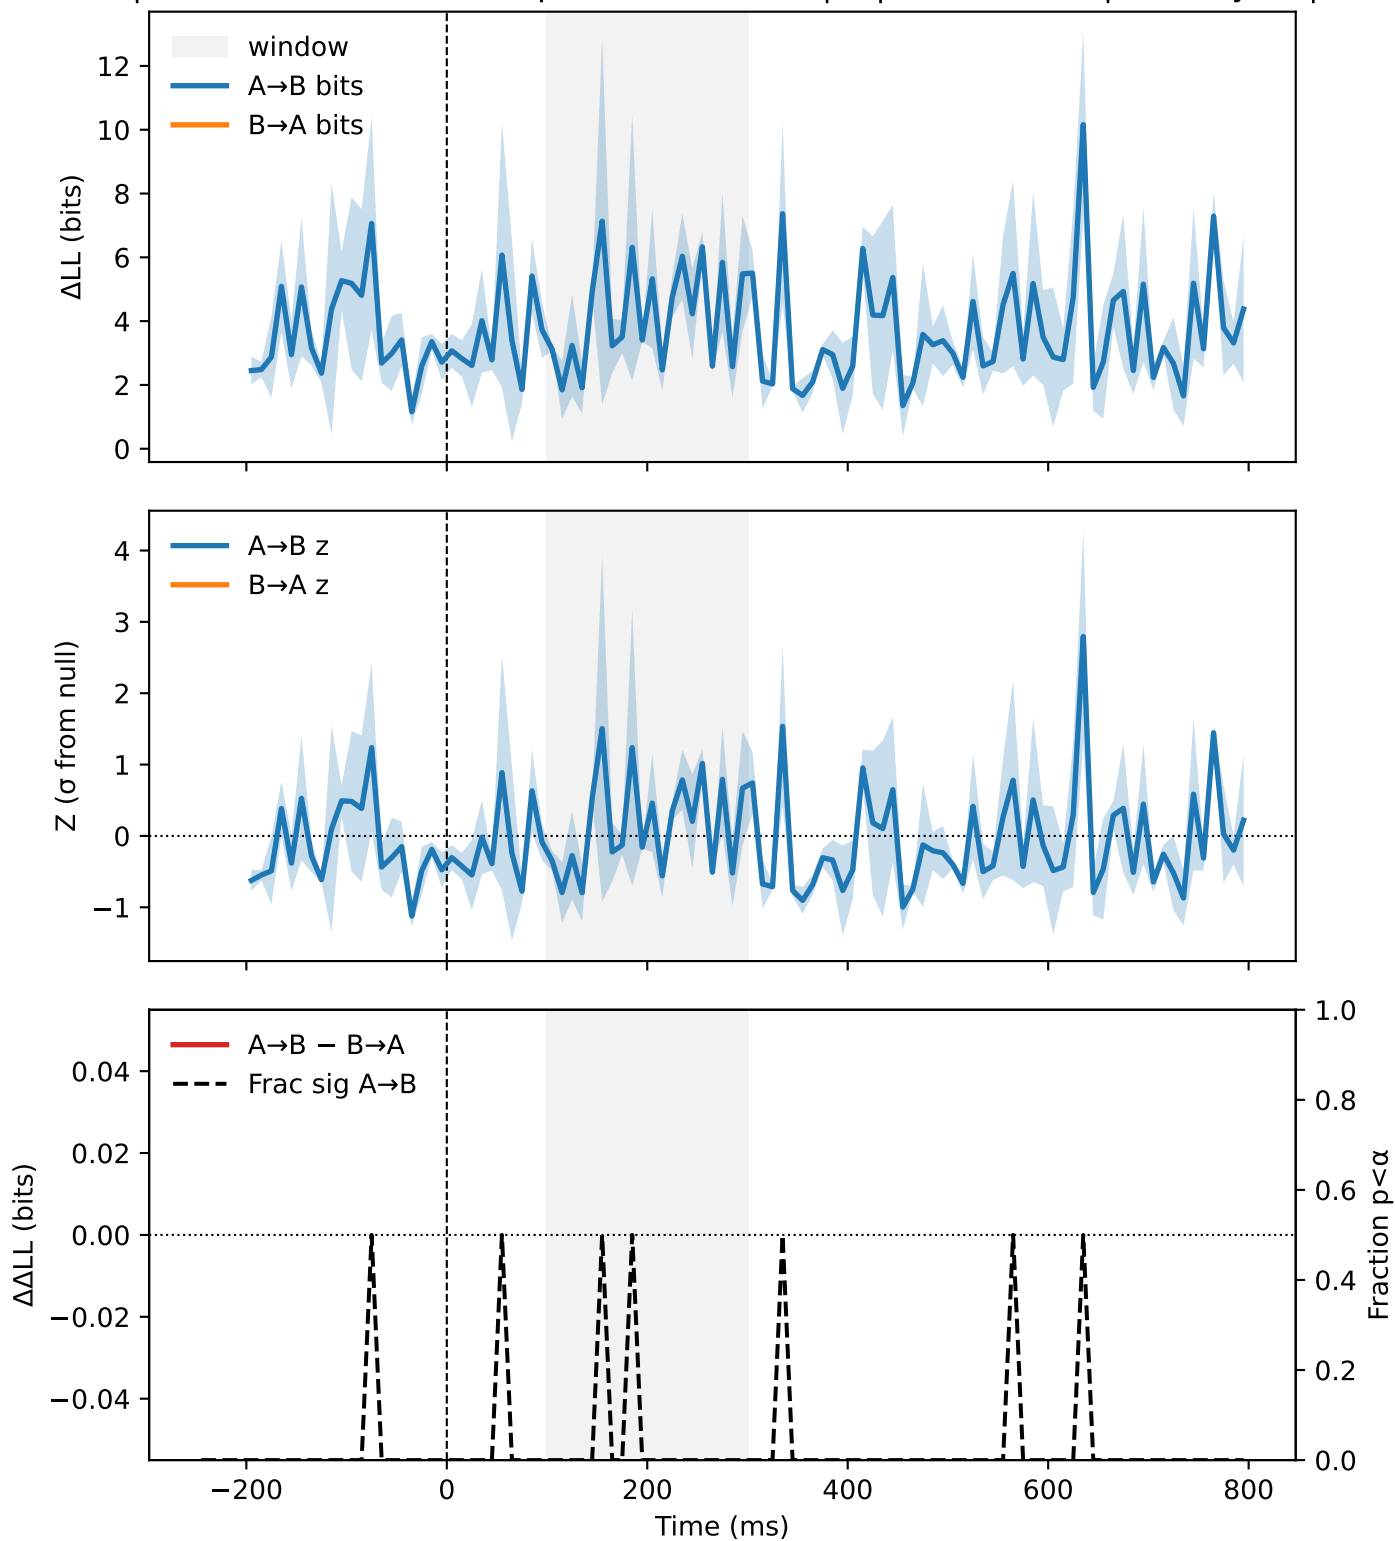 window
A→B bits
B→A bits
ΔLL (bits)
12
10
8
6
4
2
0
A→B z
B→A z
Z (σ from null)
4
3
2
1
0
−1
A→B − B→A
Frac sig A→B
ΔΔLL (bits)
0.04
0.02
0.00
−0.02
−0.04
1.0
0.8
0.6
0.4
0.2
0.0
Fraction p<α
−200 0 200 400 600 800
Time (ms)